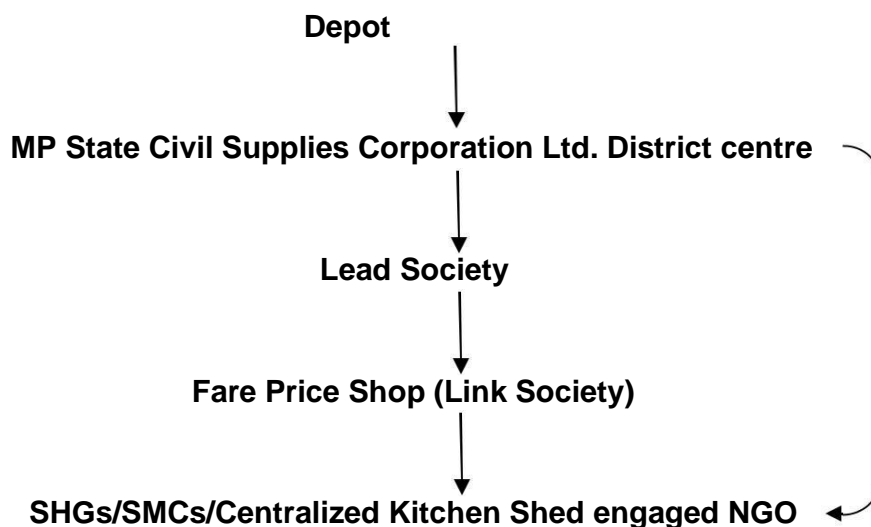 Depot
MP State Civil Supplies Corporation Ltd. District centre
Lead Society
Fare Price Shop (Link Society)
SHGs/SMCs/Centralized Kitchen Shed engaged NGO